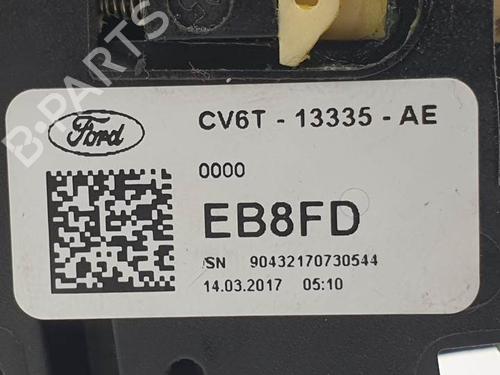 B-PARTS
Ford
CV6T - 13335 - AE
0000
EB8FD
SN 90432170730544
14.03.2017 05:10